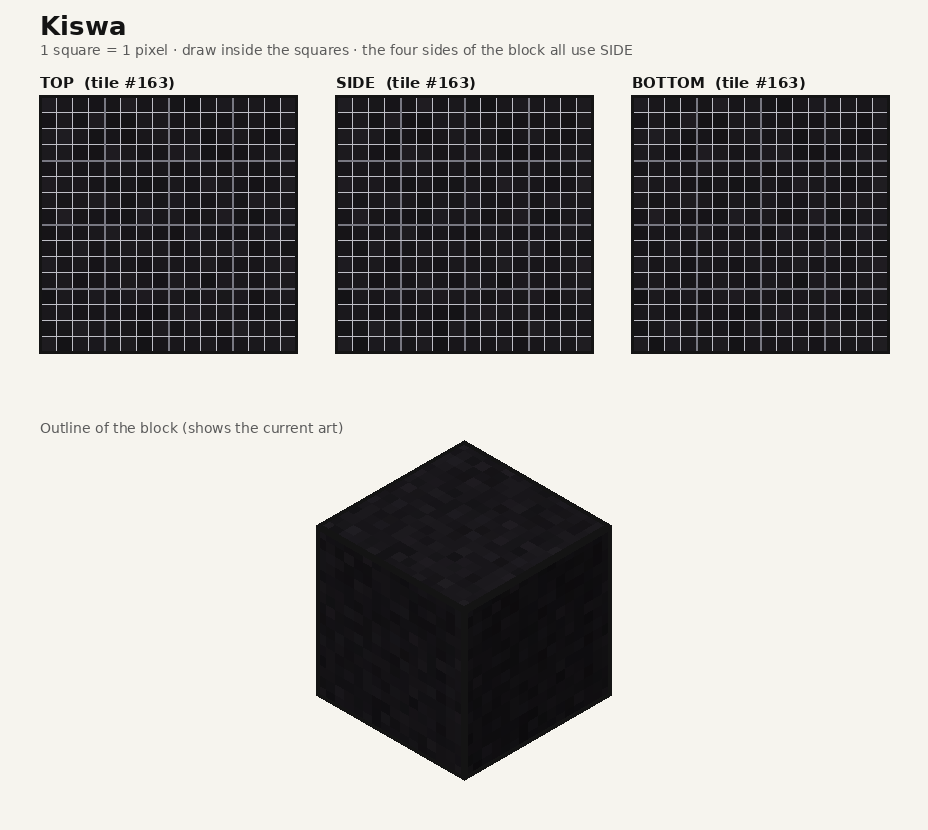 Kiswa
1 square = 1 pixel · draw inside the squares · the four sides of the block all use SIDE
TOP  (tile #163)
SIDE  (tile #163)
BOTTOM  (tile #163)
Outline of the block (shows the current art)